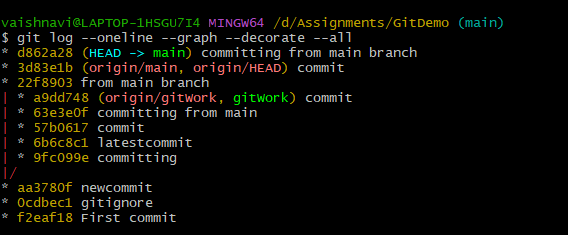 vaishnavi@LAPTOP-1HSGU7I4 MINGW64 /d/Assignments/GitDemo (main)
$ git log --oneline --graph --decorate --all
* d862a28 (HEAD -> main) committing from main branch
* 3d83e1b (origin/main, origin/HEAD) commit
* 22f8903 from main branch
| * a9dd748 (origin/gitWork, gitWork) commit
| * 63e3e0f committing from main
| * 57b0617 commit
| * 6b6c8c1 latestcommit
| * 9fc099e committing
|/
* aa3780f newcommit
* 0cdbec1 gitignore
* f2eaf18 First commit